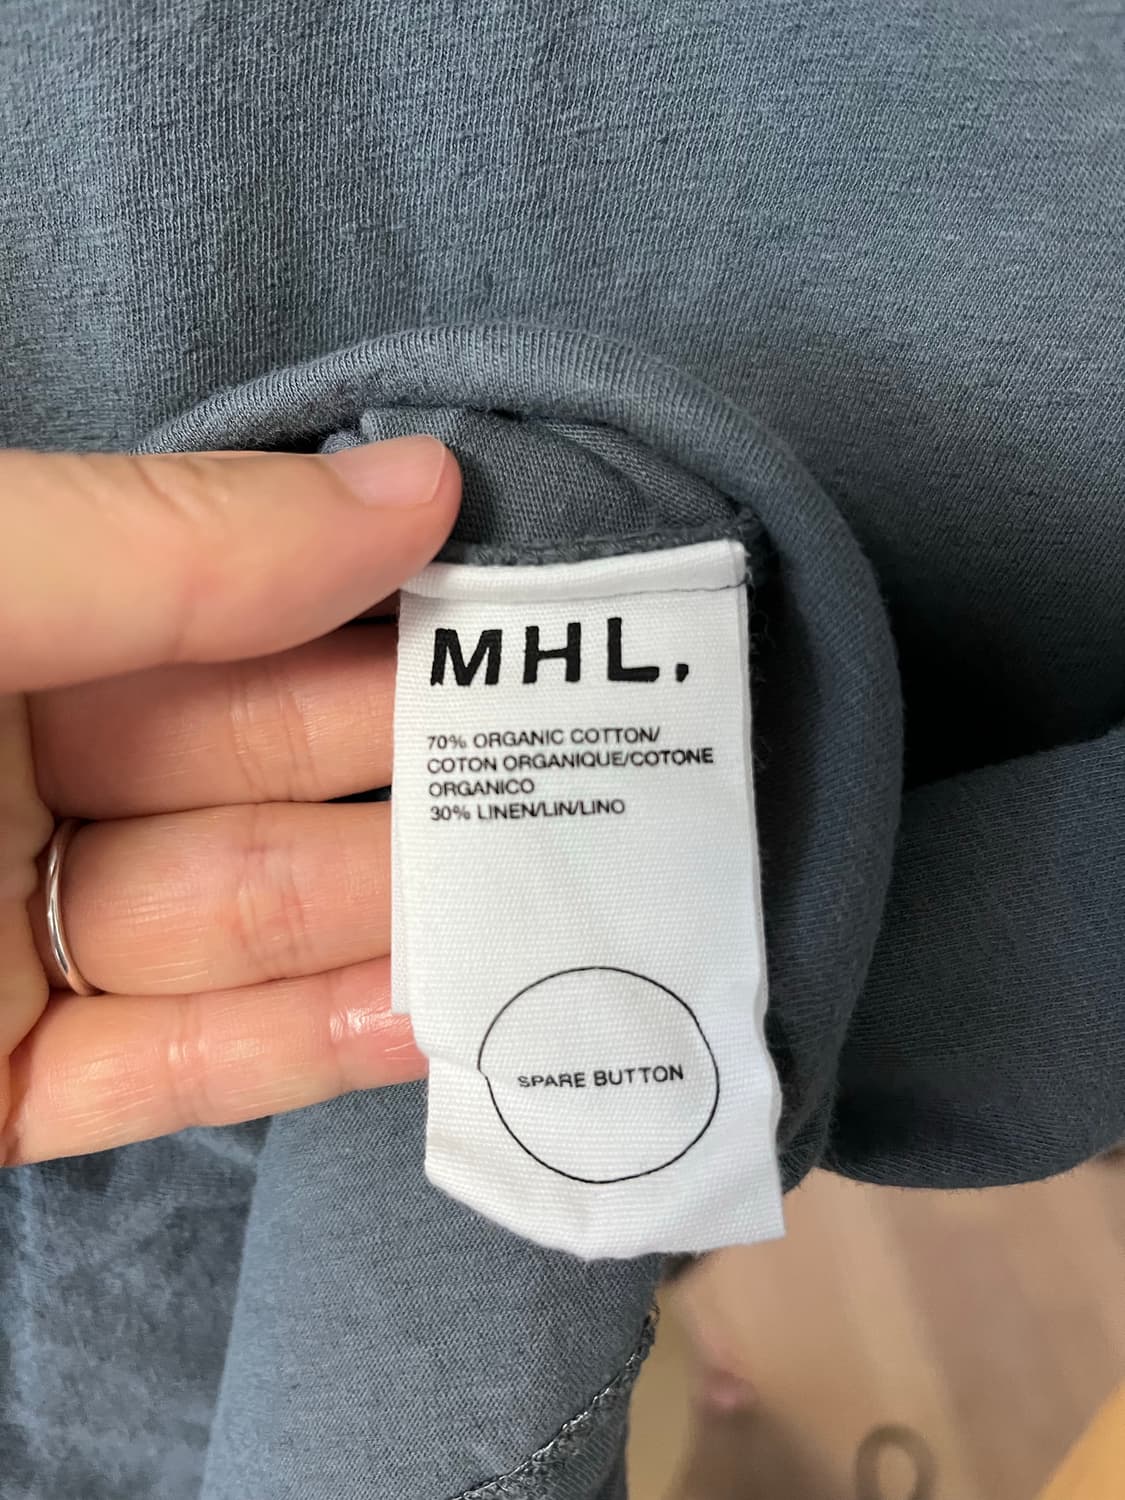 MHL.
70% ORGANIC COTTON/
COTON ORGANIQUE/COTONE
ORGANICO
30% LINEN/LIN/LINO
SPARE BUTTON